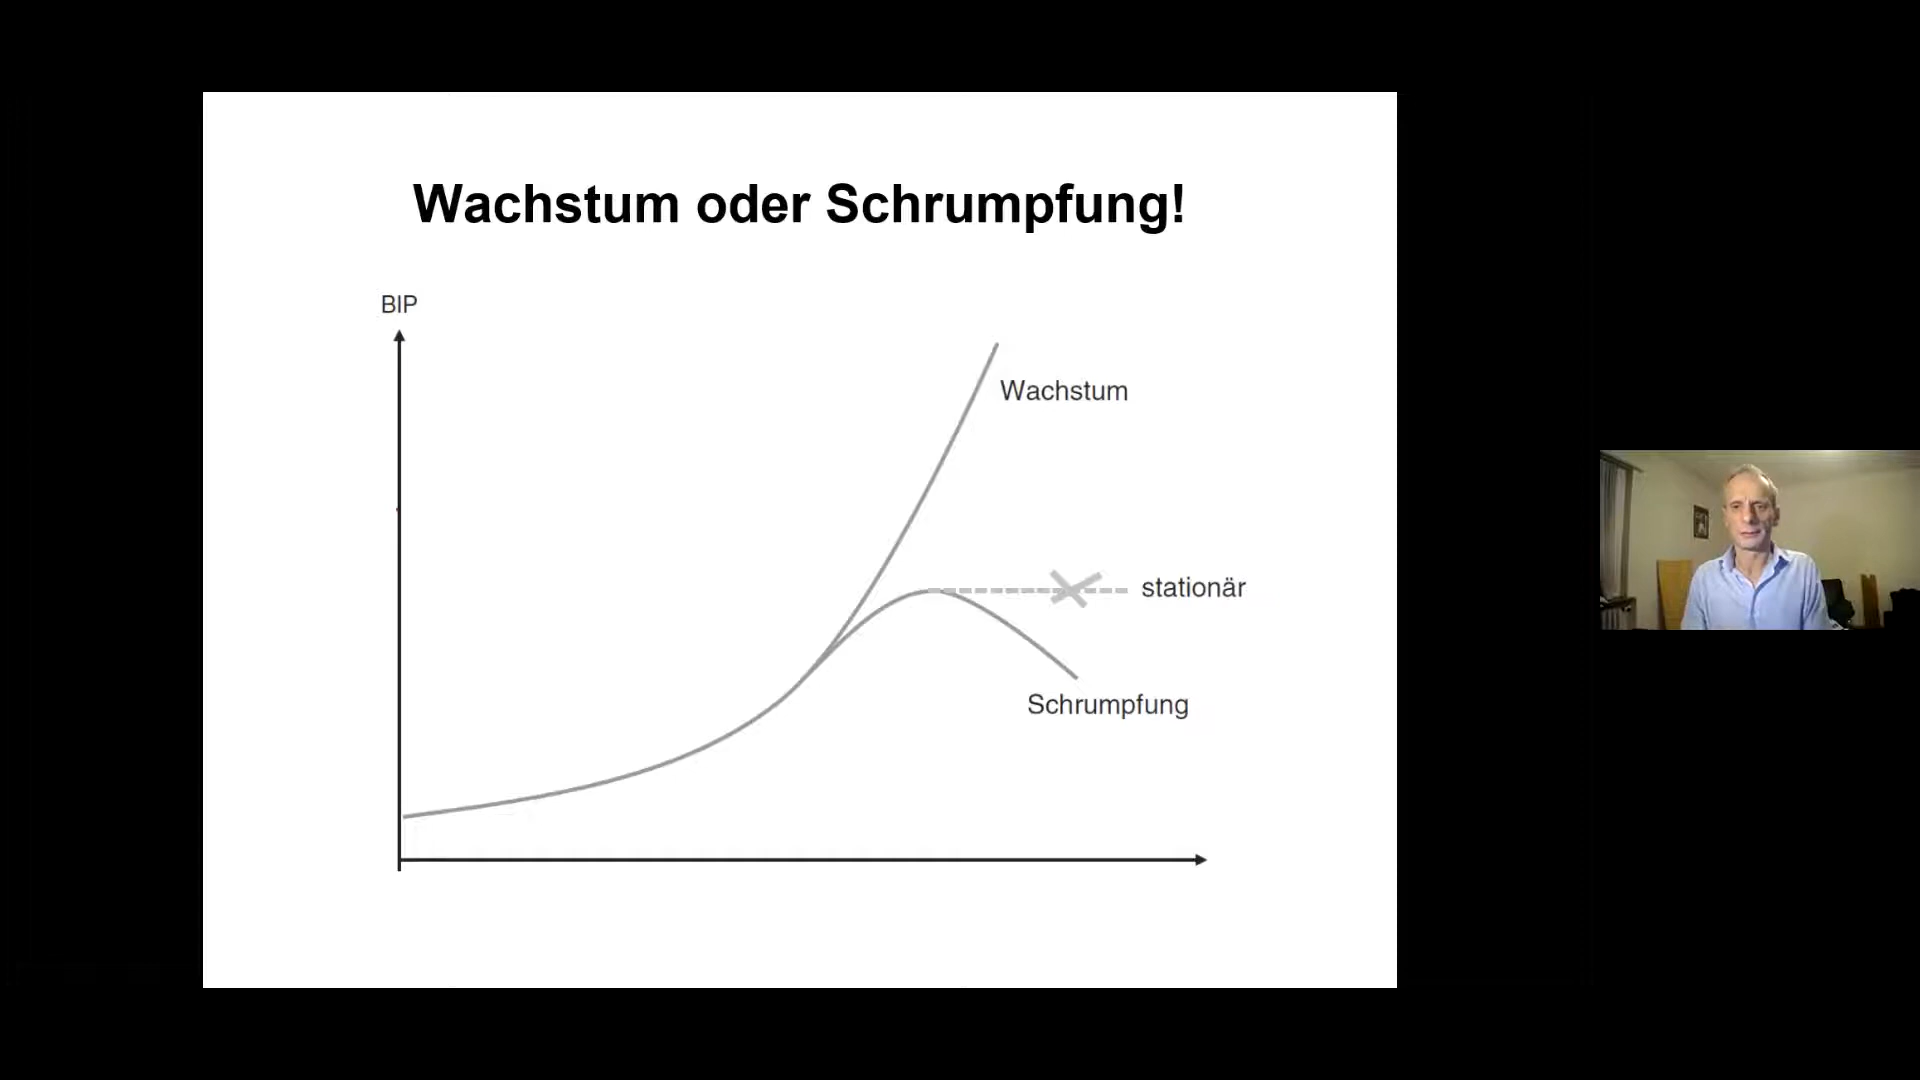 Wachstum oder Schrumpfung!
BIP
Wachstum
stationär
Schrumpfung